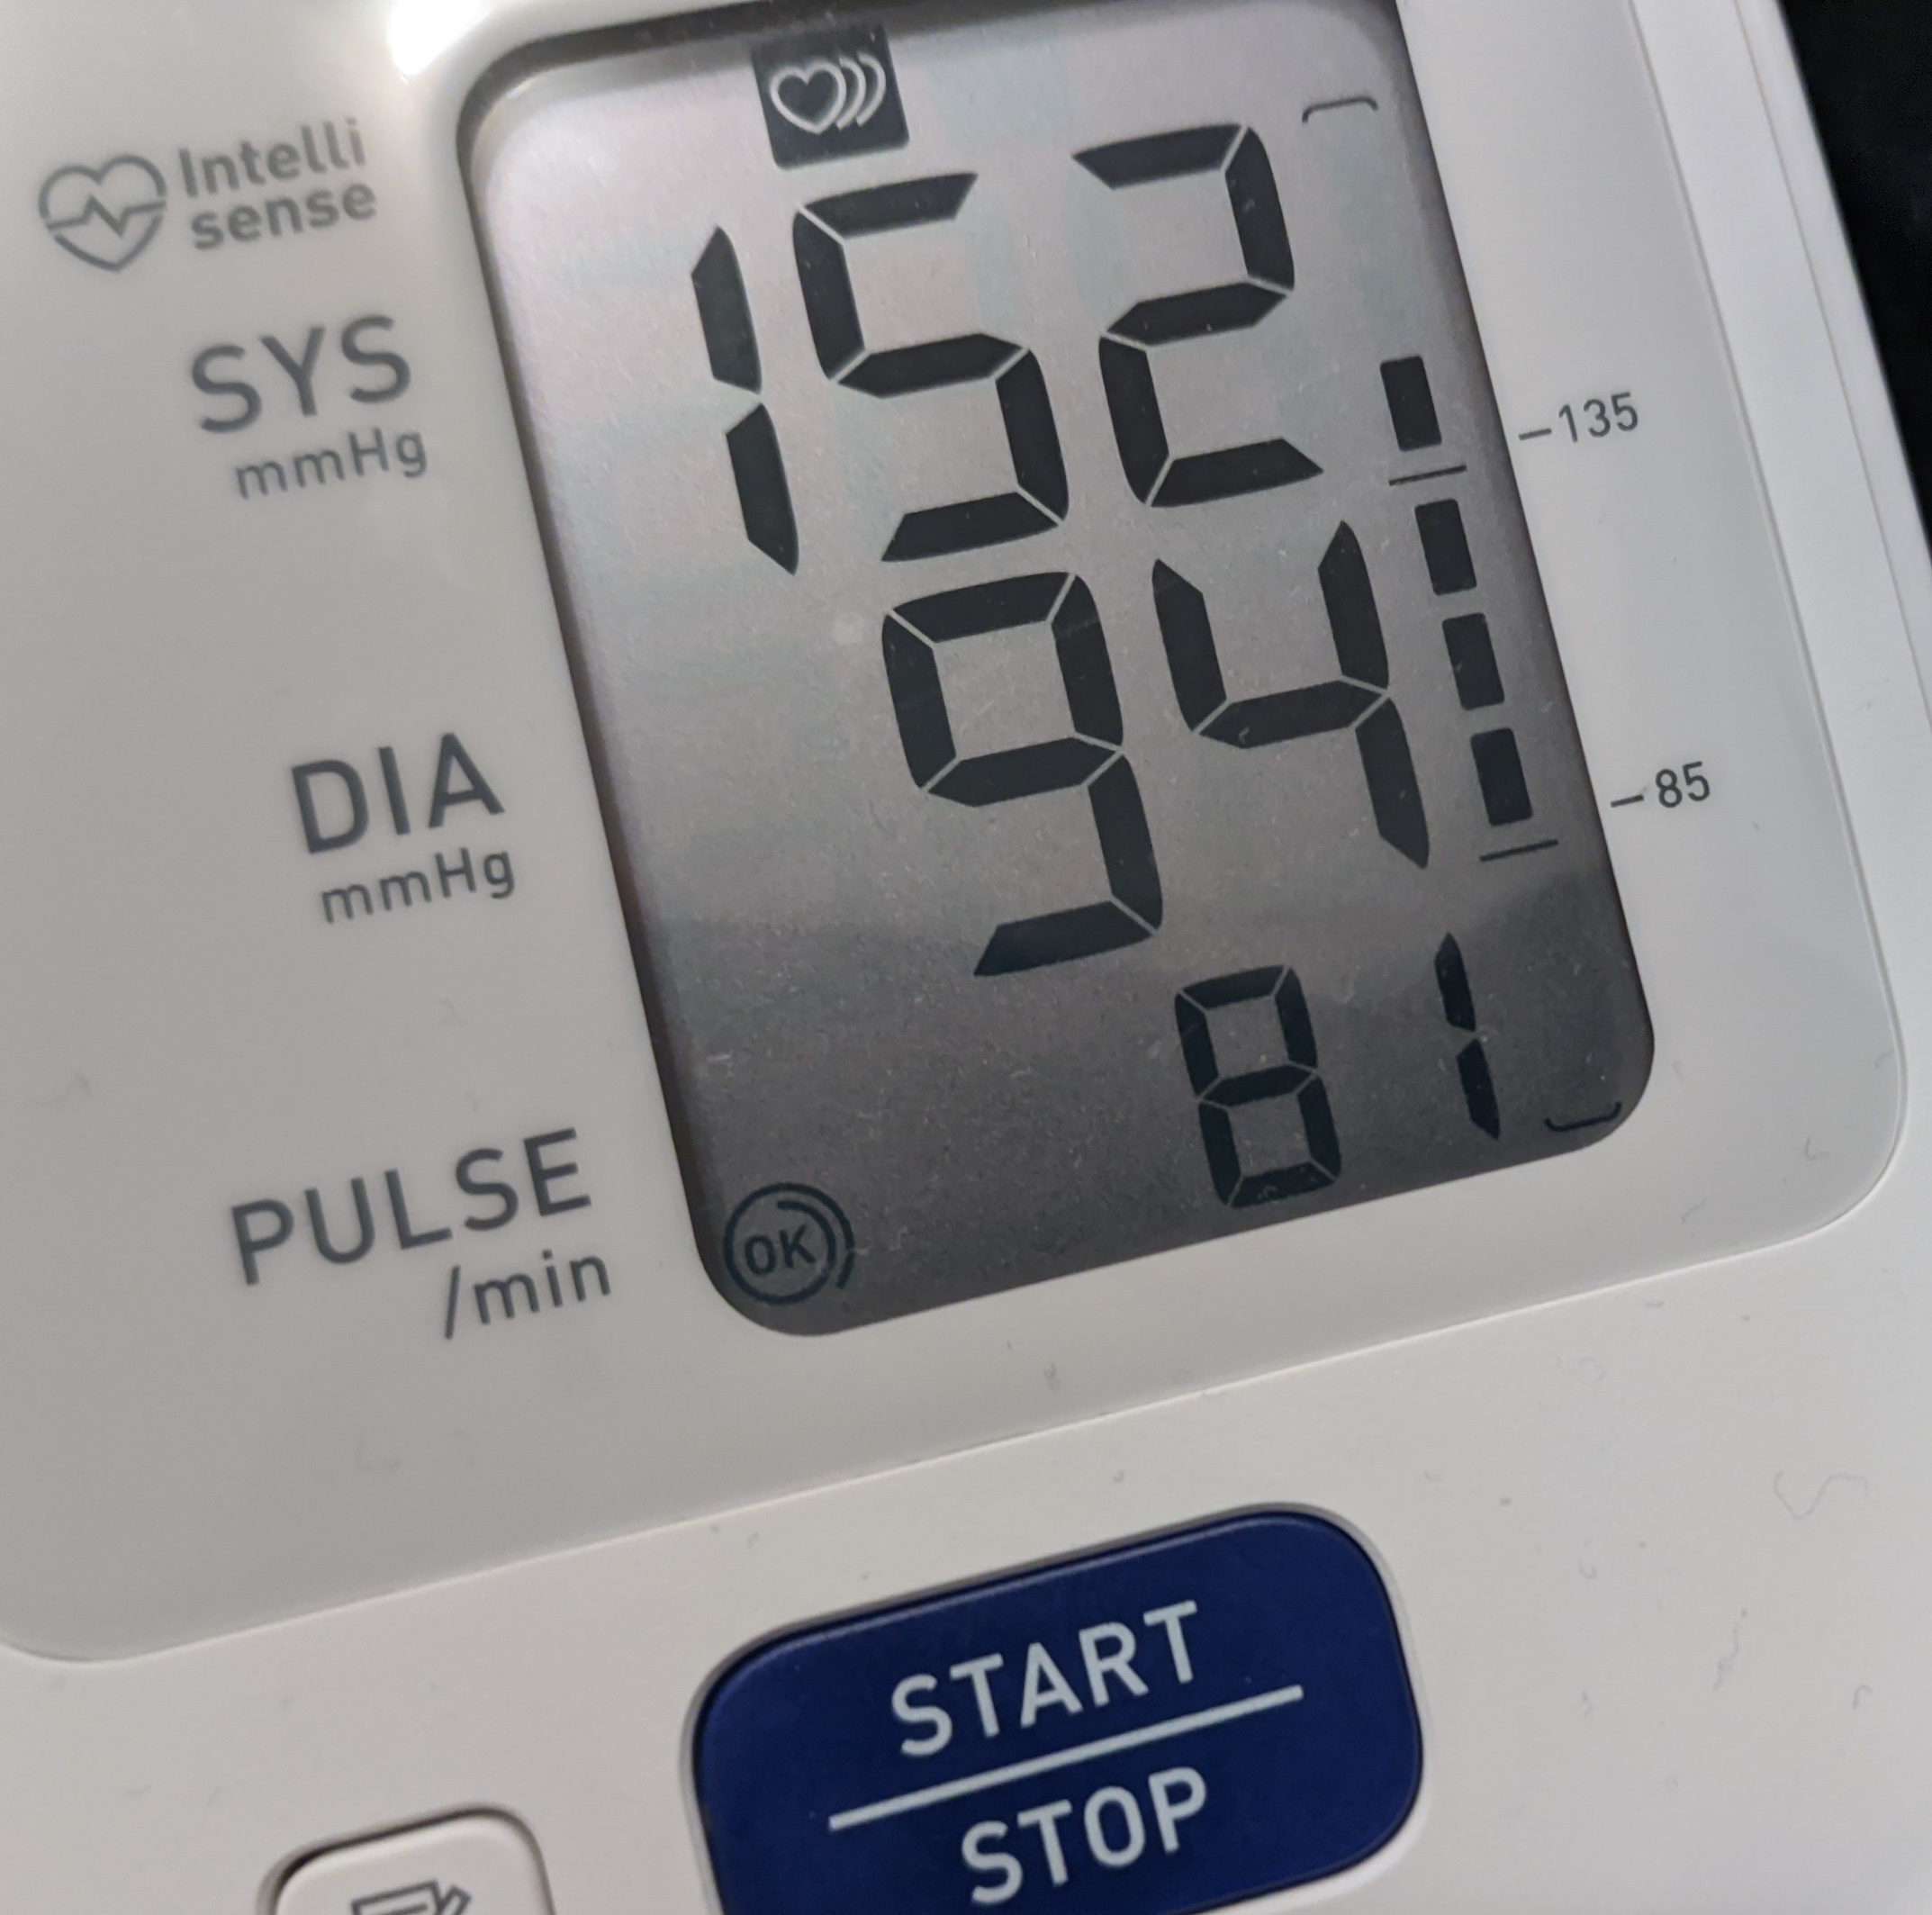 Intelli
sense
152
SYS
mmHg
-135
94
DIA
mmHg
-85
81
PULSE
/min
OK
START
STOP